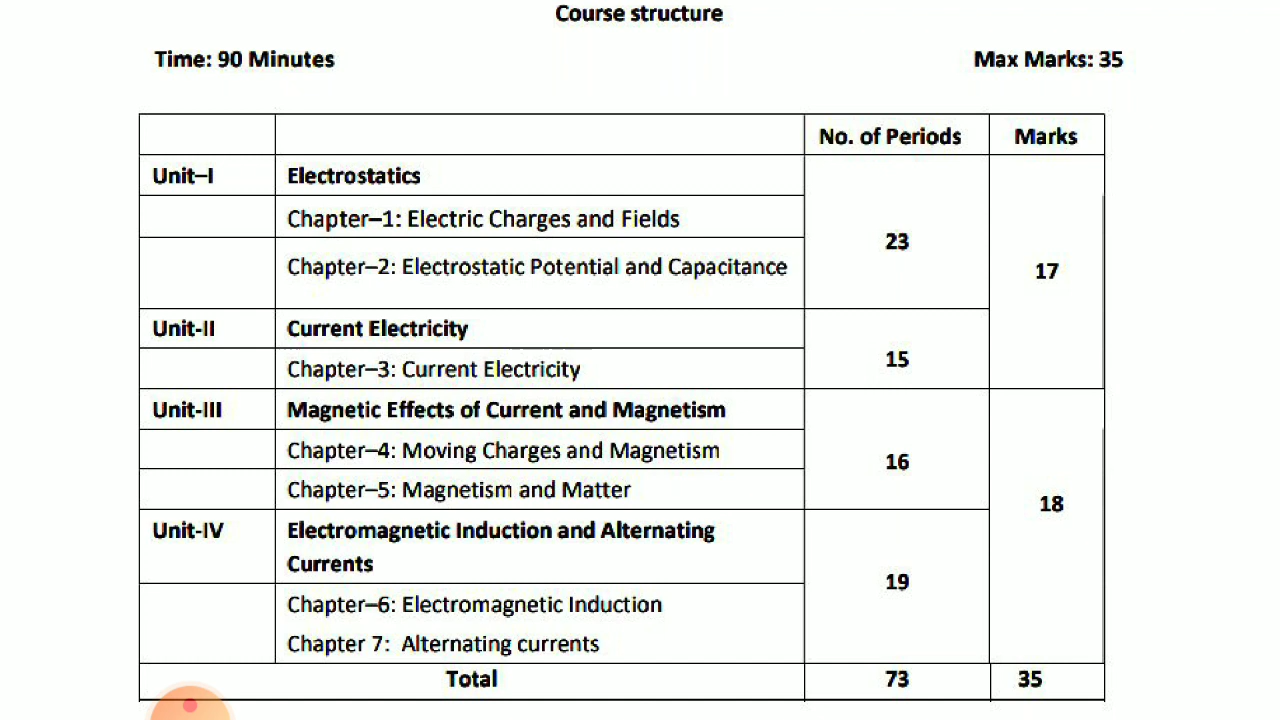 Course structure
Time: 90 Minutes Max Marks: 35
No. of Periods Marks
Unit–I Electrostatics
Chapter–1: Electric Charges and Fields
23
Chapter–2: Electrostatic Potential and Capacitance
17
Unit-II Current Electricity
15
Chapter–3: Current Electricity
Unit-III Magnetic Effects of Current and Magnetism
Chapter–4: Moving Charges and Magnetism
16
Chapter–5: Magnetism and Matter
18
Unit-IV Electromagnetic Induction and Alternating
Currents
19
Chapter–6: Electromagnetic Induction
Chapter 7: Alternating currents
Total 73 35